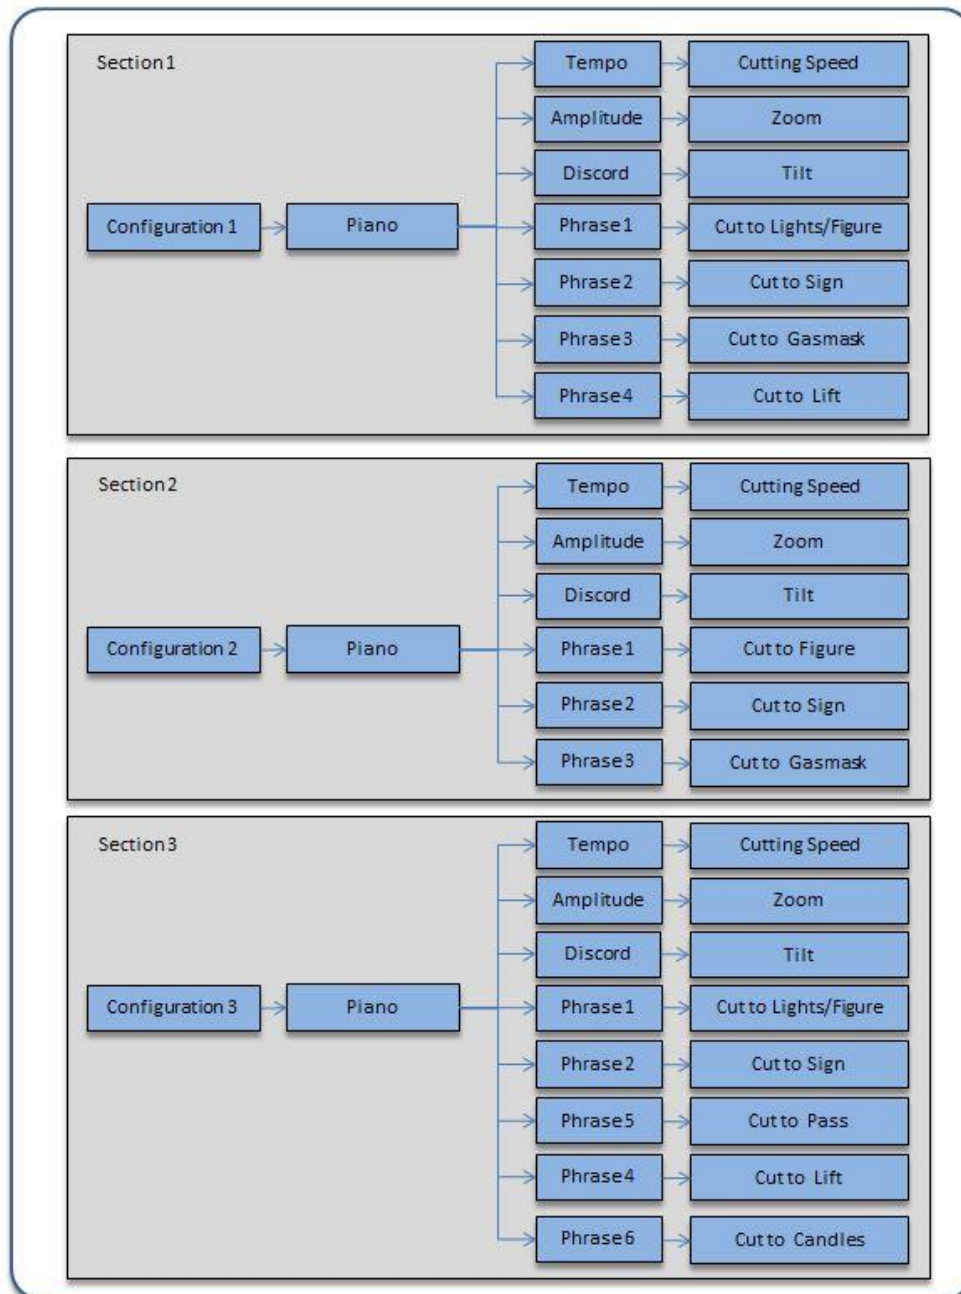 Section 1
Tempo
Cutting Speed
Amplitude
Zoom
Discord
Tilt
Configuration 1
Piano
Phrase 1
Cut to Lights/Figure
Phrase 2
Cut to Sign
Phrase 3
Cut to Gasmask
Phrase 4
Cut to Lift
Section 2
Tempo
Cutting Speed
Amplitude
Zoom
Discord
Tilt
Configuration 2
Piano
Phrase 1
Cut to Figure
Phrase 2
Cut to Sign
Phrase 3
Cut to Gasmask
Section 3
Tempo
Cutting Speed
Amplitude
Zoom
Discord
Tilt
Configuration 3
Piano
Phrase 1
Cut to Lights/Figure
Phrase 2
Cut to Sign
Phrase 5
Cut to Pass
Phrase 4
Cut to Lift
Phrase 6
Cut to Candles